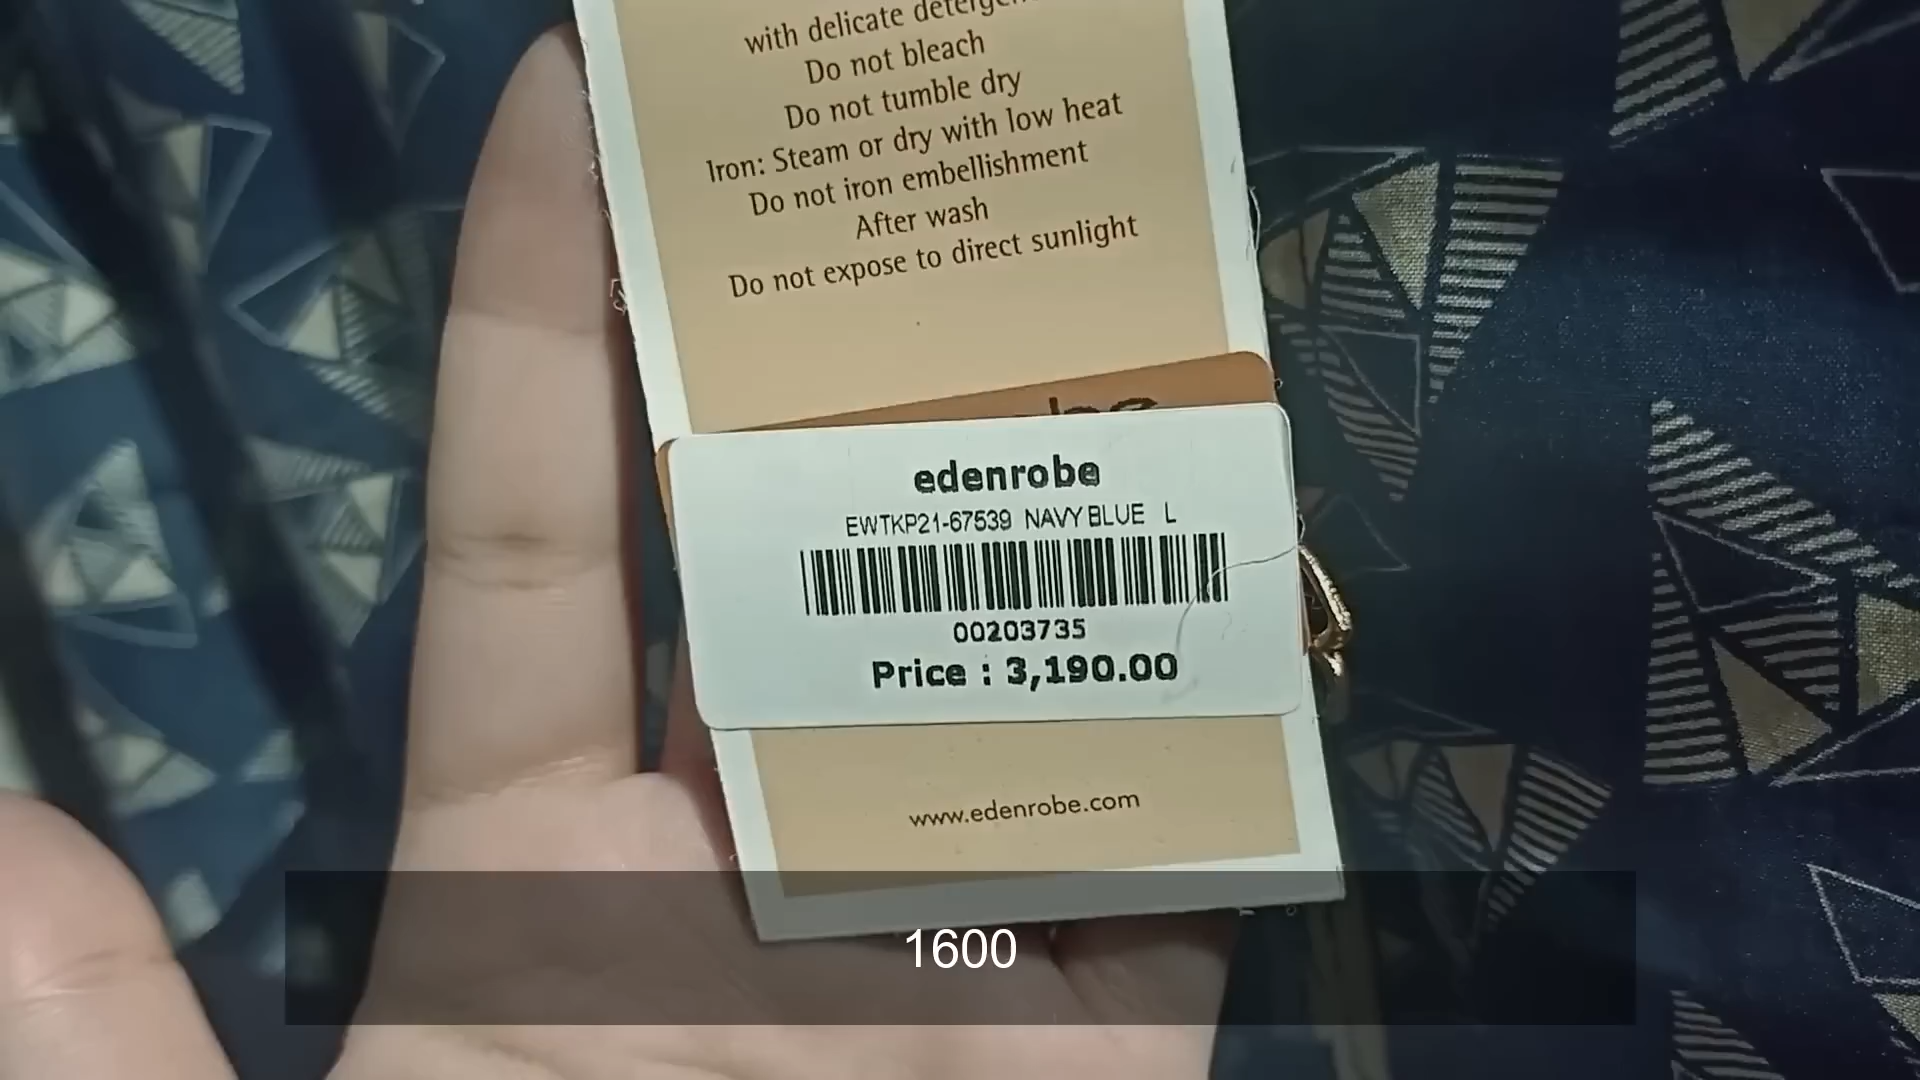 with delicate
Do not bleach
Do not tumble dry
Iron: Steam or dry with low heat
Do not iron embellishment
After wash
Do not expose to direct sunlight
edenrobe
EWTKP21-67539 NAVY BLUE L
00203735
Price : 3,190.00
www.edenrobe.com
1600